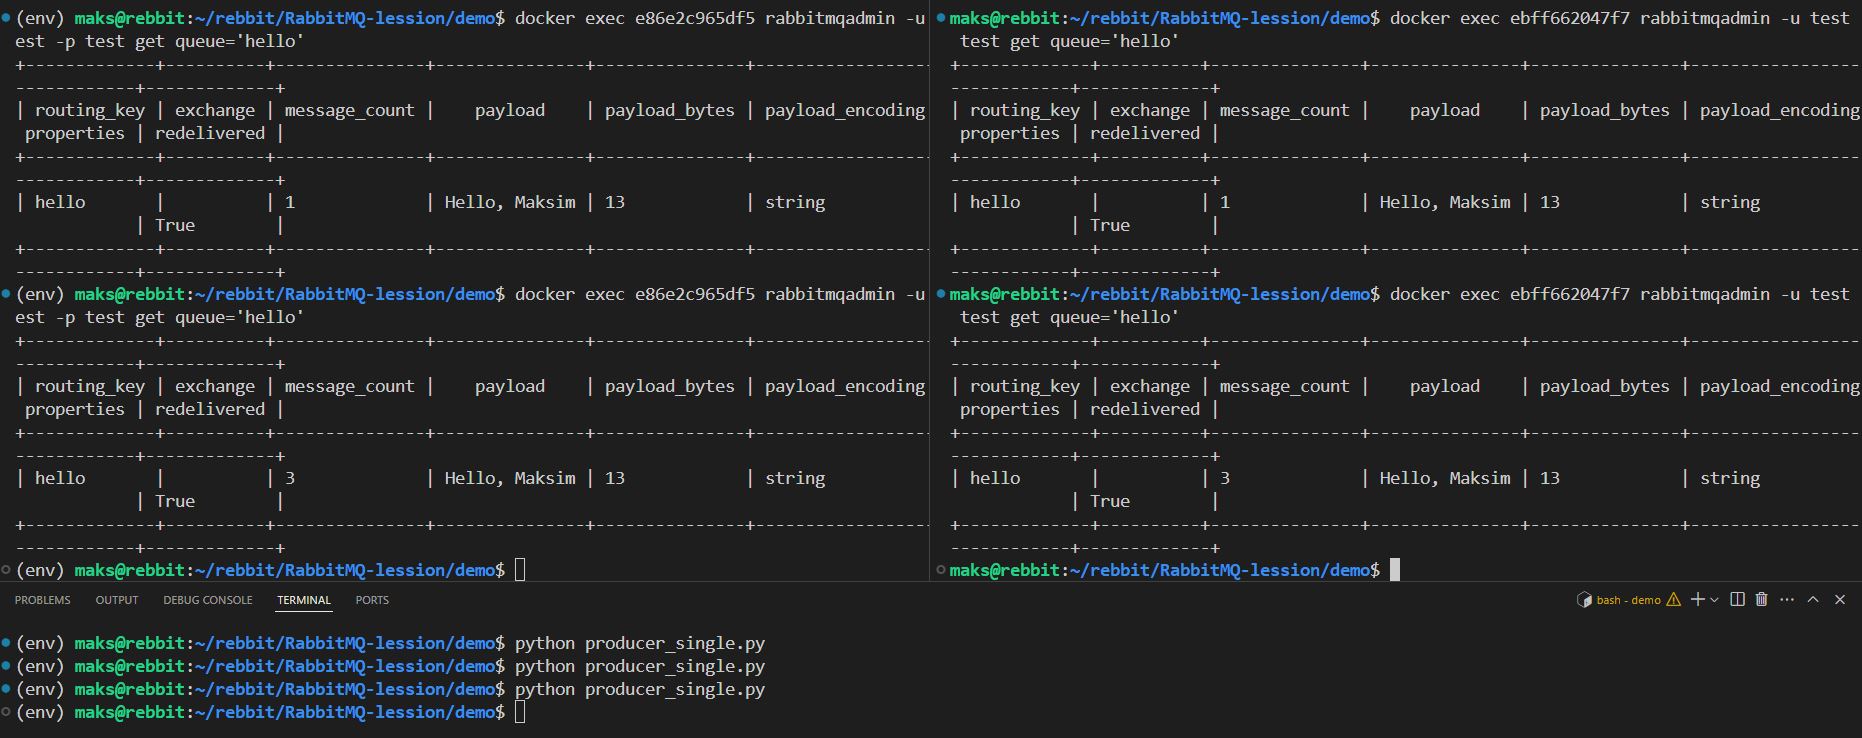 (env) maks@rebbit:~/rebbit/RabbitMQ-lession/demo$ docker exec e86e2c965df5 rabbitmqadmin -u
est -p test get queue='hello'
+-------------+----------+---------------+---------------+---------------+-----------------
------------+-------------+
| routing_key | exchange | message_count |    payload    | payload_bytes | payload_encoding
 properties | redelivered |
+-------------+----------+---------------+---------------+---------------+-----------------
------------+-------------+
| hello       |          | 1             | Hello, Maksim | 13            | string
            | True        |
+-------------+----------+---------------+---------------+---------------+-----------------
------------+-------------+
(env) maks@rebbit:~/rebbit/RabbitMQ-lession/demo$ docker exec e86e2c965df5 rabbitmqadmin -u
est -p test get queue='hello'
+-------------+----------+---------------+---------------+---------------+-----------------
------------+-------------+
| routing_key | exchange | message_count |    payload    | payload_bytes | payload_encoding
 properties | redelivered |
+-------------+----------+---------------+---------------+---------------+-----------------
------------+-------------+
| hello       |          | 3             | Hello, Maksim | 13            | string
            | True        |
+-------------+----------+---------------+---------------+---------------+-----------------
------------+-------------+
(env) maks@rebbit:~/rebbit/RabbitMQ-lession/demo$
maks@rebbit:~/rebbit/RabbitMQ-lession/demo$ docker exec ebff662047f7 rabbitmqadmin -u test
 test get queue='hello'
+-------------+----------+---------------+---------------+---------------+-----------------
------------+-------------+
| routing_key | exchange | message_count |    payload    | payload_bytes | payload_encoding
 properties | redelivered |
+-------------+----------+---------------+---------------+---------------+-----------------
------------+-------------+
| hello       |          | 1             | Hello, Maksim | 13            | string
            | True        |
+-------------+----------+---------------+---------------+---------------+-----------------
------------+-------------+
maks@rebbit:~/rebbit/RabbitMQ-lession/demo$ docker exec ebff662047f7 rabbitmqadmin -u test
 test get queue='hello'
+-------------+----------+---------------+---------------+---------------+-----------------
------------+-------------+
| routing_key | exchange | message_count |    payload    | payload_bytes | payload_encoding
 properties | redelivered |
+-------------+----------+---------------+---------------+---------------+-----------------
------------+-------------+
| hello       |          | 3             | Hello, Maksim | 13            | string
            | True        |
+-------------+----------+---------------+---------------+---------------+-----------------
------------+-------------+
maks@rebbit:~/rebbit/RabbitMQ-lession/demo$
PROBLEMS OUTPUT DEBUG CONSOLE TERMINAL PORTS
bash - demo
(env) maks@rebbit:~/rebbit/RabbitMQ-lession/demo$ python producer_single.py
(env) maks@rebbit:~/rebbit/RabbitMQ-lession/demo$ python producer_single.py
(env) maks@rebbit:~/rebbit/RabbitMQ-lession/demo$ python producer_single.py
(env) maks@rebbit:~/rebbit/RabbitMQ-lession/demo$